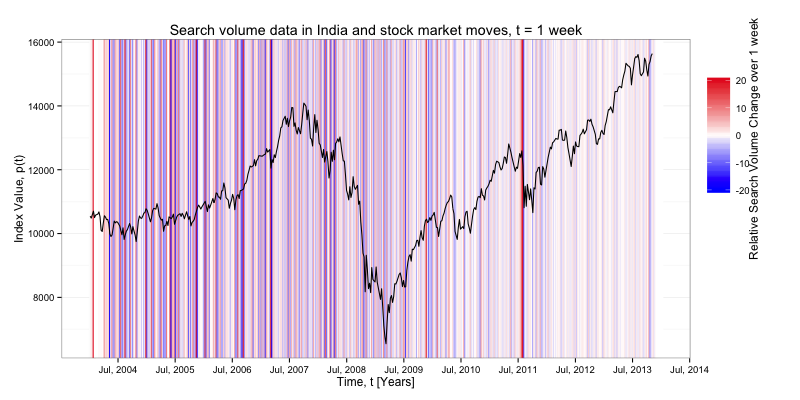 Search volume data in India and stock market moves, t = 1 week
Index Value, p(t)
16000
14000
12000
10000
8000
Jul, 2004 Jul, 2005 Jul, 2006 Jul, 2007 Jul, 2008 Jul, 2009 Jul, 2010 Jul, 2011 Jul, 2012 Jul, 2013 Jul, 2014
Time, t [Years]
20
10
0
-10
-20
Relative Search Volume Change over 1 week